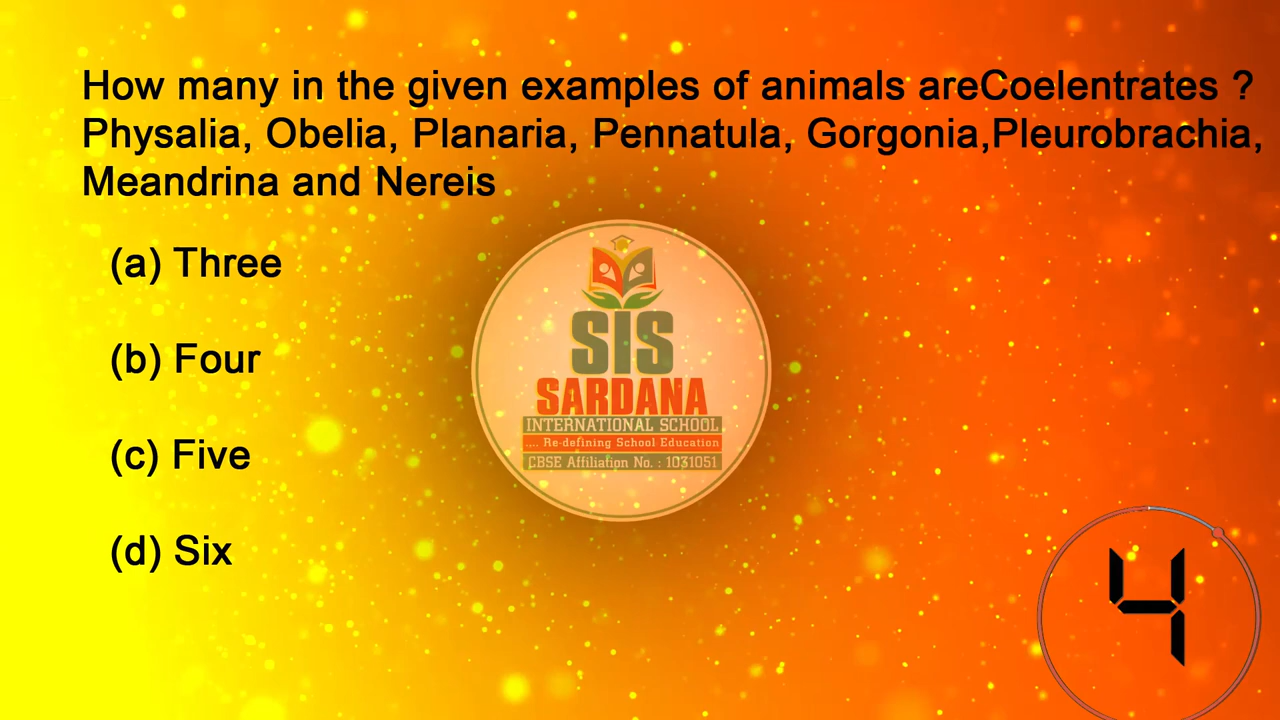 How many in the given examples of animals areCoelentrates ?
Physalia, Obelia, Planaria, Pennatula, Gorgonia,Pleurobrachia,
Meandrina and Nereis
(a) Three
(b) Four
(c) Five
(d) Six
SIS
SARDANA
INTERNATIONAL SCHOOL
.... Re-defining School Education
CBSE Affiliation No. : 1031051
4